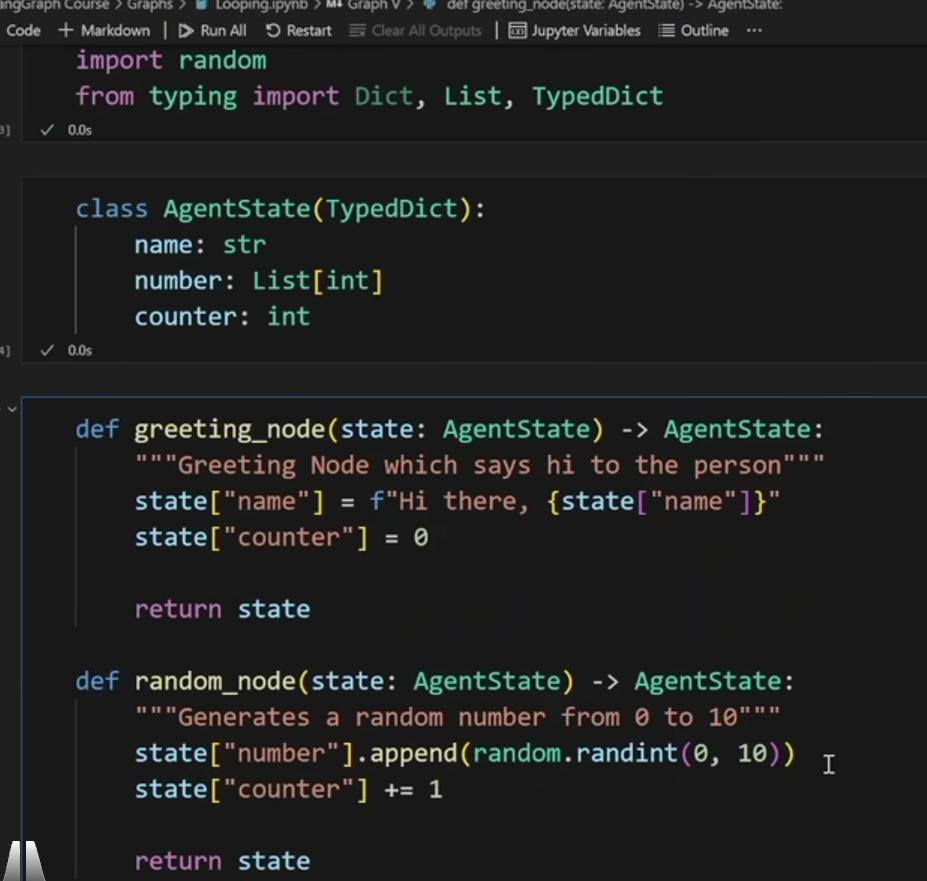 Graph Course > Graphs > Looping.ipynb > M↓ Graph V > def greeting_node(state: AgentState) -> AgentState:
Code + Markdown | Run All Restart Clear All Outputs | Jupyter Variables Outline ...
import random
from typing import Dict, List, TypedDict
3] ✓ 0.0s
class AgentState(TypedDict):
name: str
number: List[int]
counter: int
4] ✓ 0.0s
def greeting_node(state: AgentState) -> AgentState:
"""Greeting Node which says hi to the person"""
state["name"] = f"Hi there, {state["name"]}"
state["counter"] = 0
return state
def random_node(state: AgentState) -> AgentState:
"""Generates a random number from 0 to 10"""
state["number"].append(random.randint(0, 10))
state["counter"] += 1
return state